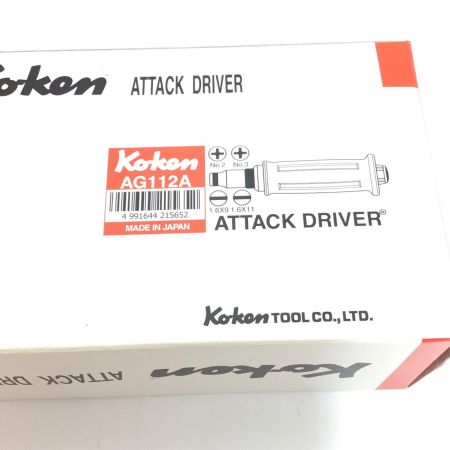 Koken ATTACK DRIVER
Koken
AG112A
4 991644 215652
MADE IN JAPAN
No.2 No.3
1.6X9 1.6X11
ATTACK DRIVER®
Koken TOOL CO., LTD.
Koken ATTACK DRI